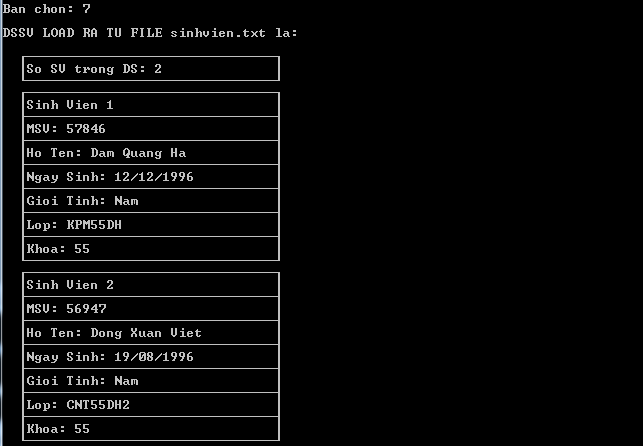 Ban chon: 7
DSSV LOAD RA TU FILE sinhvien.txt la:
So SV trong DS: 2
Sinh Vien 1
MSV: 57846
Ho Ten: Dam Quang Ha
Ngay Sinh: 12/12/1996
Gioi Tinh: Nam
Lop: KPM55DH
Khoa: 55
Sinh Vien 2
MSV: 56947
Ho Ten: Dong Xuan Viet
Ngay Sinh: 19/08/1996
Gioi Tinh: Nam
Lop: CNT55DH2
Khoa: 55